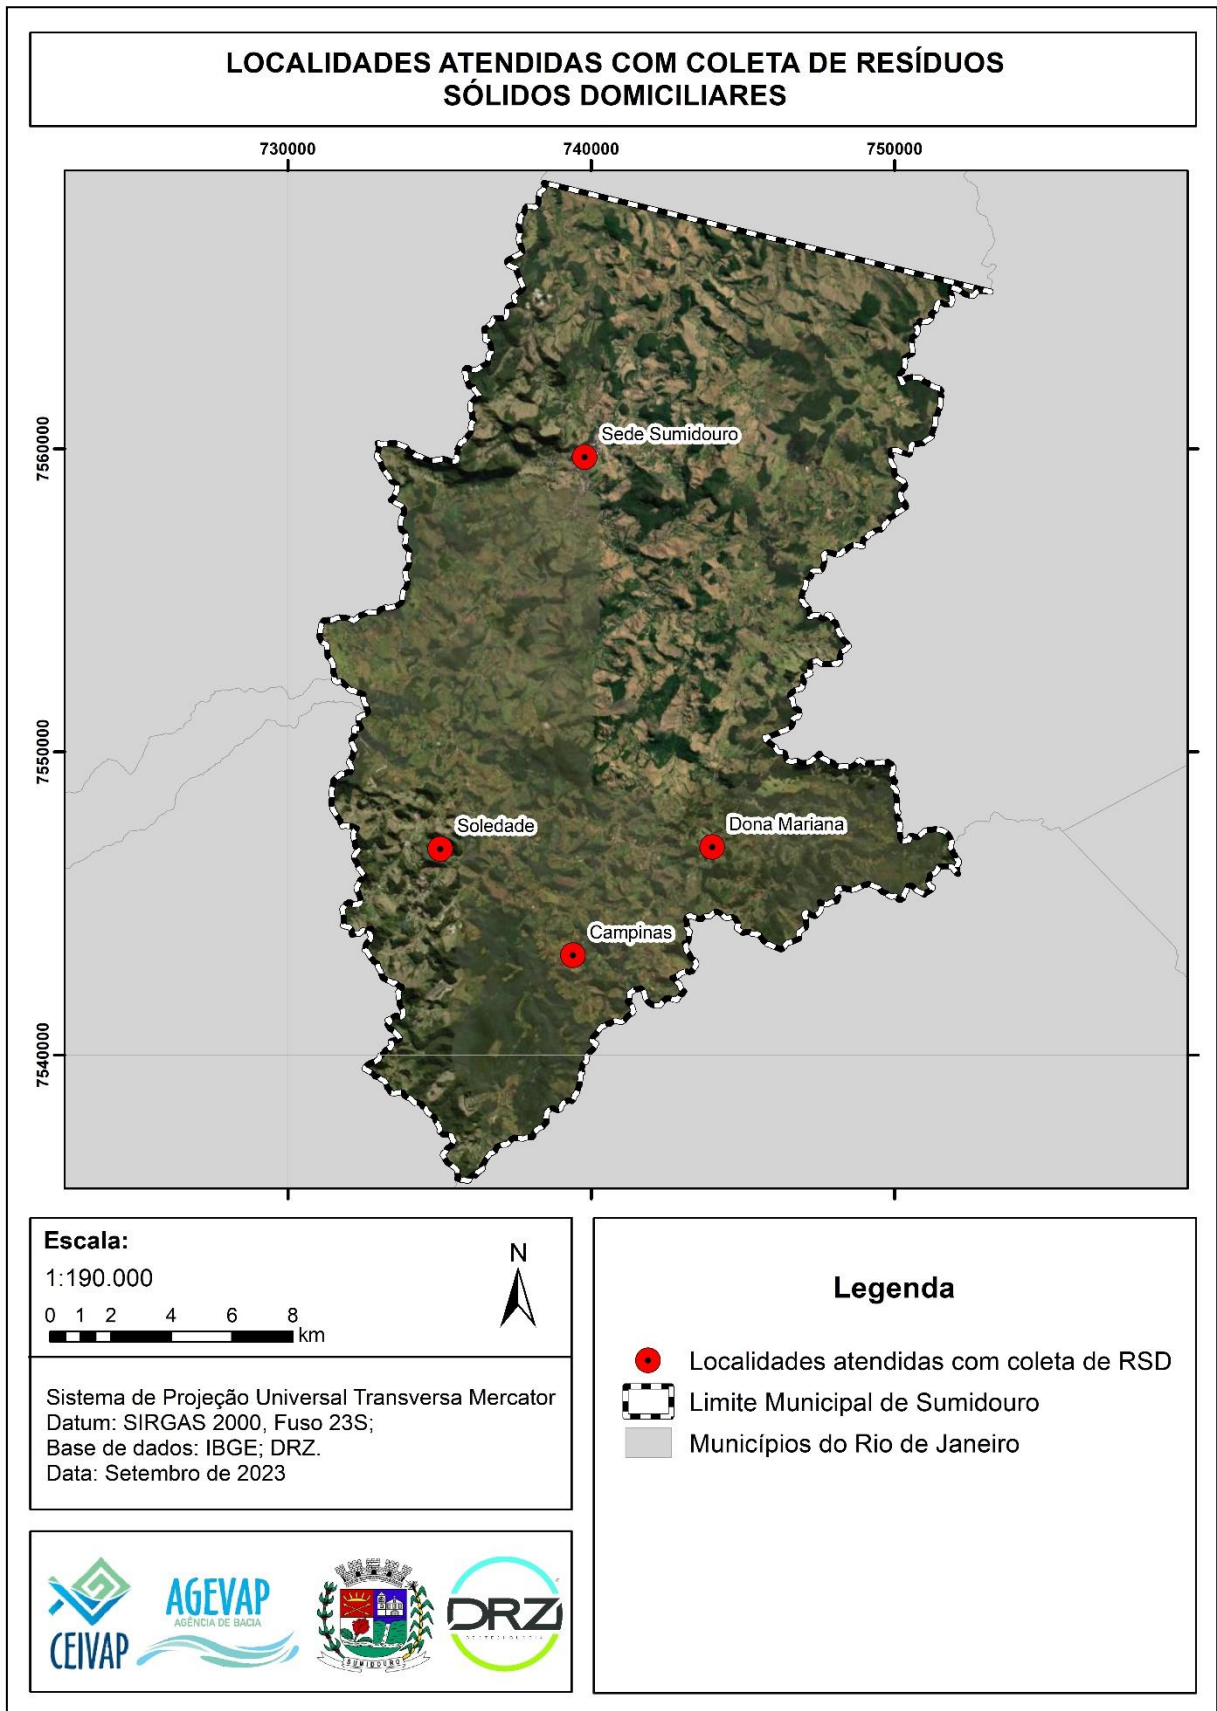 LOCALIDADES ATENDIDAS COM COLETA DE RESÍDUOS
SÓLIDOS DOMICILIARES
730000 740000 750000
7560000
7550000
7540000
Sede Sumidouro
Soledade
Dona Mariana
Campinas
Escala:
1:190.000
0 1 2 4 6 8
km
N
Sistema de Projeção Universal Transversa Mercator
Datum: SIRGAS 2000, Fuso 23S;
Base de dados: IBGE; DRZ.
Data: Setembro de 2023
Legenda
Localidades atendidas com coleta de RSD
Limite Municipal de Sumidouro
Municípios do Rio de Janeiro
CEIVAP
AGEVAP
AGÊNCIA DE BACIA
SUMIDOURO
DRZ